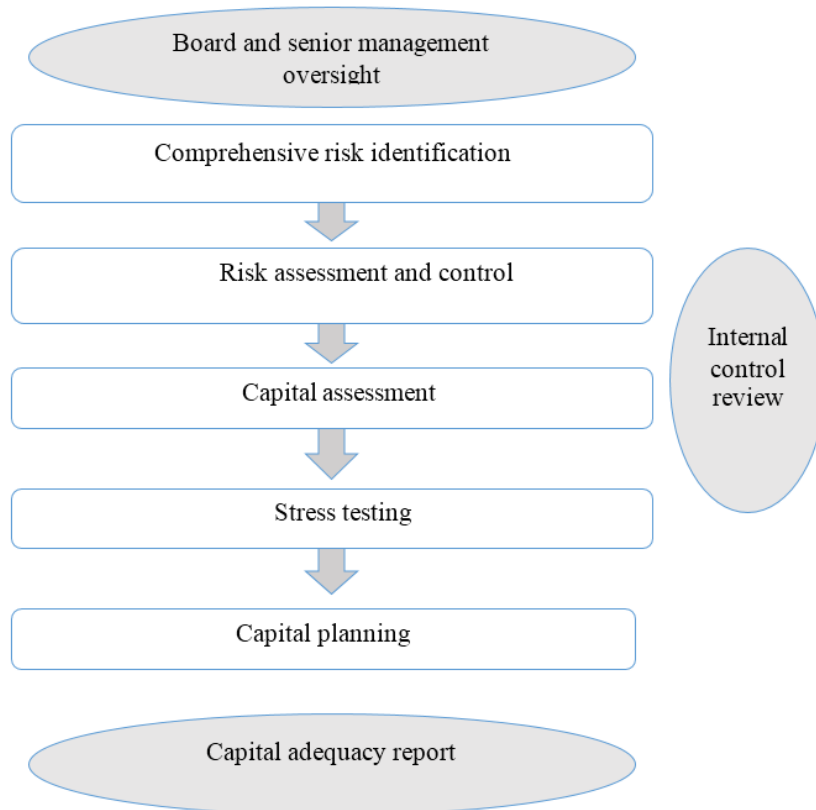 Board and senior management
oversight
Comprehensive risk identification
Risk assessment and control
Internal
control
review
Capital assessment
Stress testing
Capital planning
Capital adequacy report